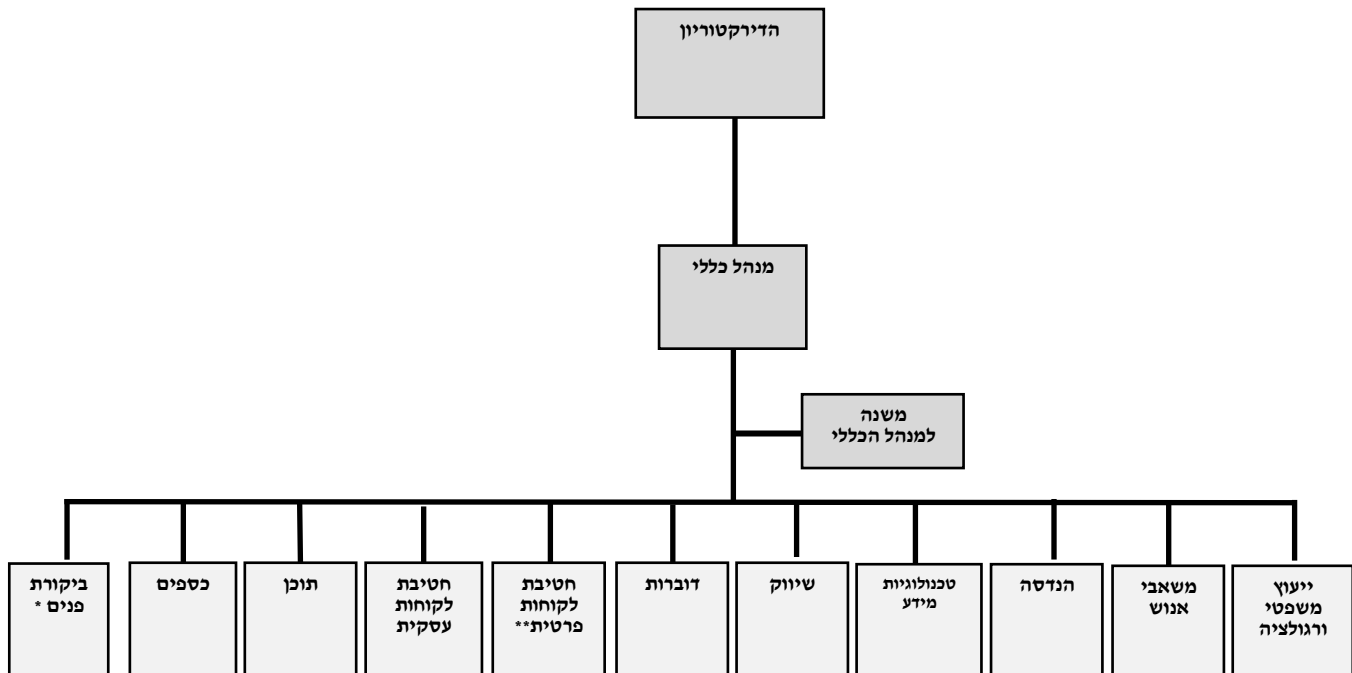 הדירקטוריון
מנהל כללי
משנה
למנהל הכללי
ייעוץ
משפטי
ורגולציה
משאבי
אנוש
הנדסה
טכנולוגיות
מידע
שיווק
דוברות
חטיבת
לקוחות
פרטית**
חטיבת
לקוחות
עסקית
תוכן
כספים
ביקורת
פנים *